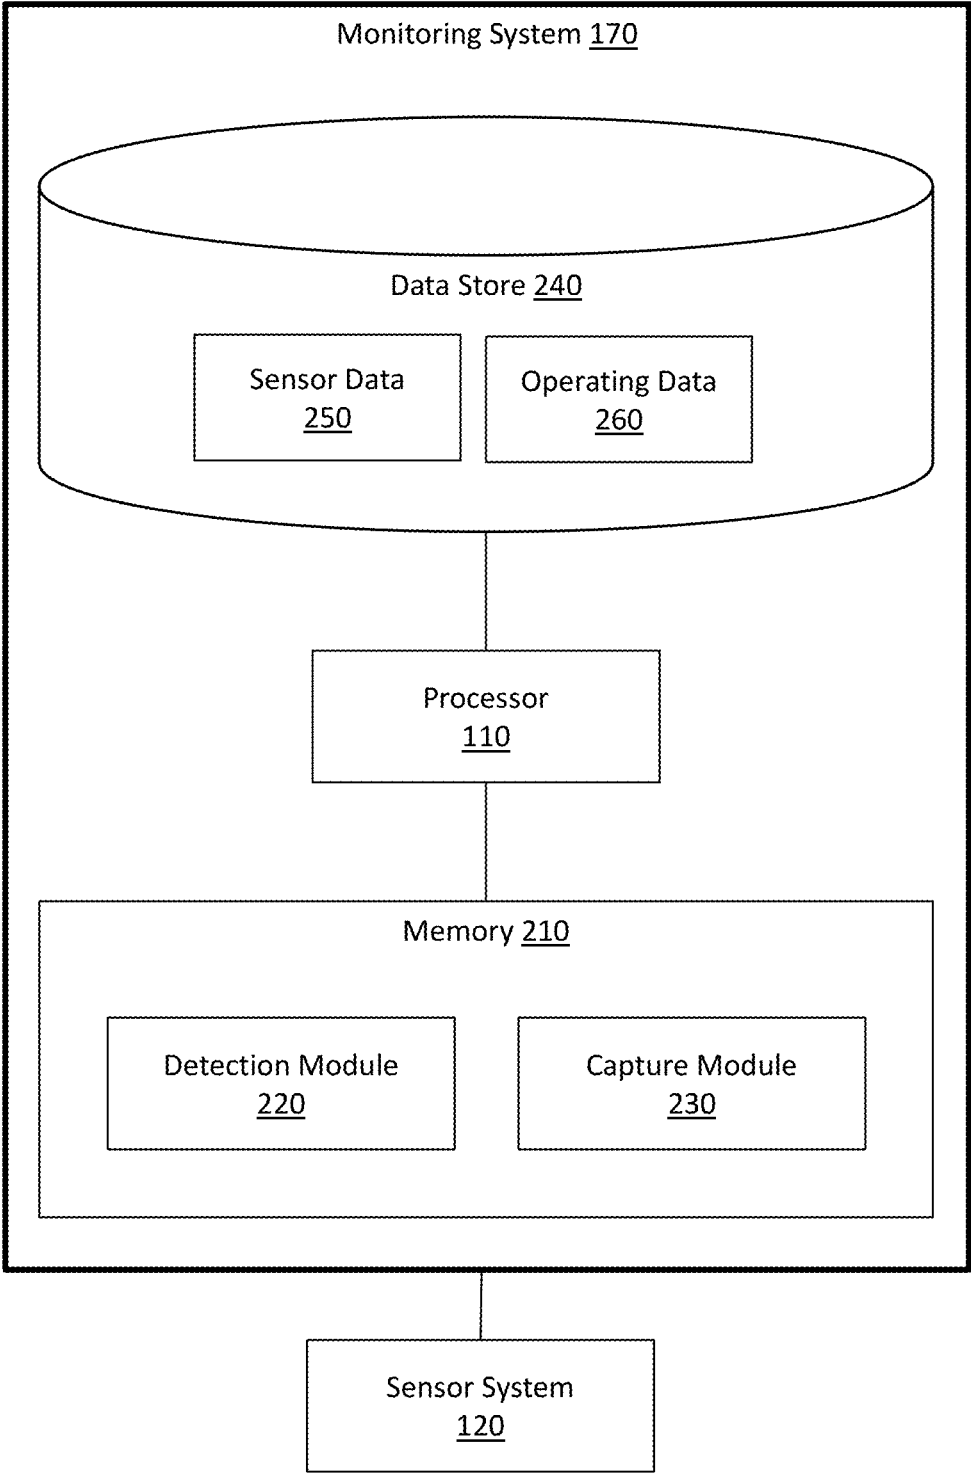 Monitoring System 170
Data Store 240
Sensor Data
250
Operating Data
260
Processor
110
Memory 210
Detection Module
220
Capture Module
230
Sensor System
120